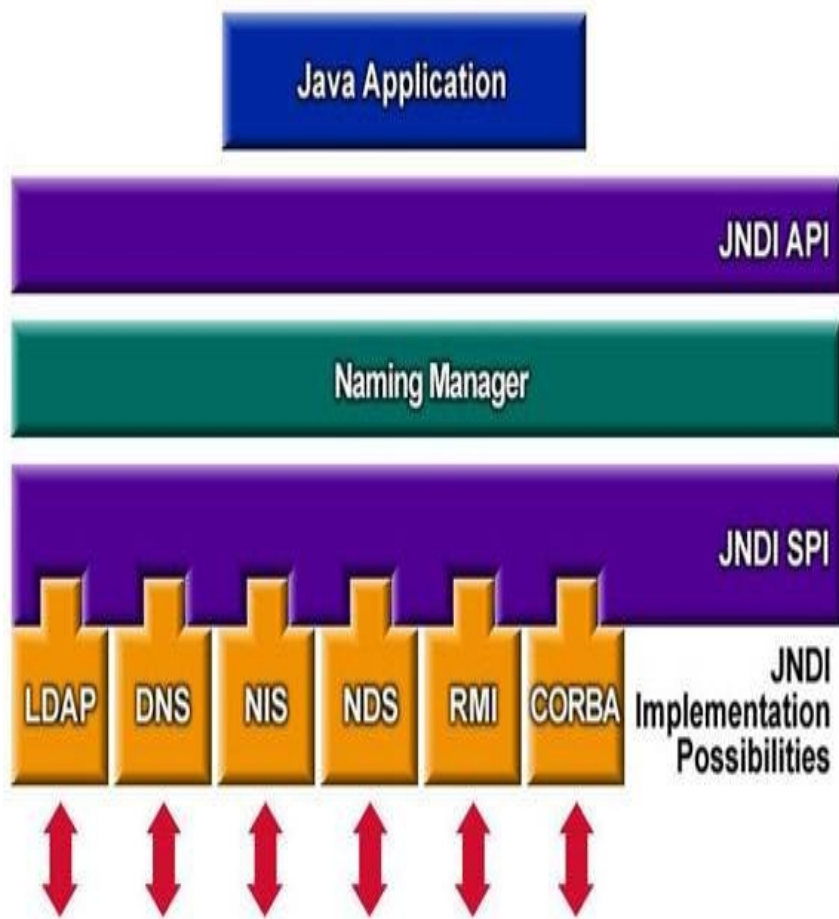 Java Application
JNDI API
Naming Manager
JNDI SPI
LDAP
DNS
NIS
NDS
RMI
CORBA
JNDI
Implementation
Possibilities